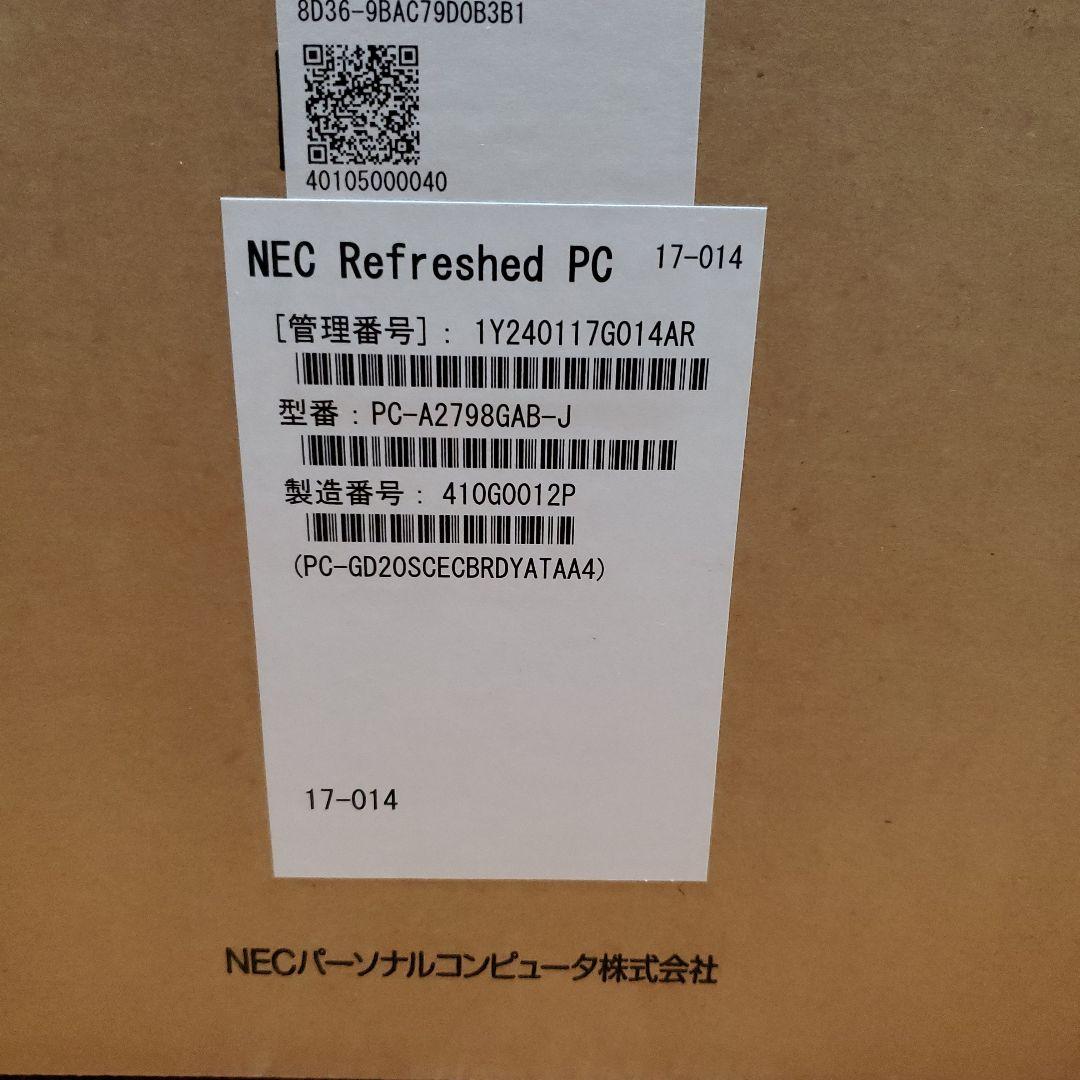 8D36-9BAC79D0B3B1
40105000040
NEC Refreshed PC 17-014
[管理番号] : 1Y240117G014AR
型番 : PC-A2798GAB-J
製造番号 : 410G0012P
(PC-GD20SCECBRDYATAA4)
17-014
NECパーソナルコンピュータ株式会社